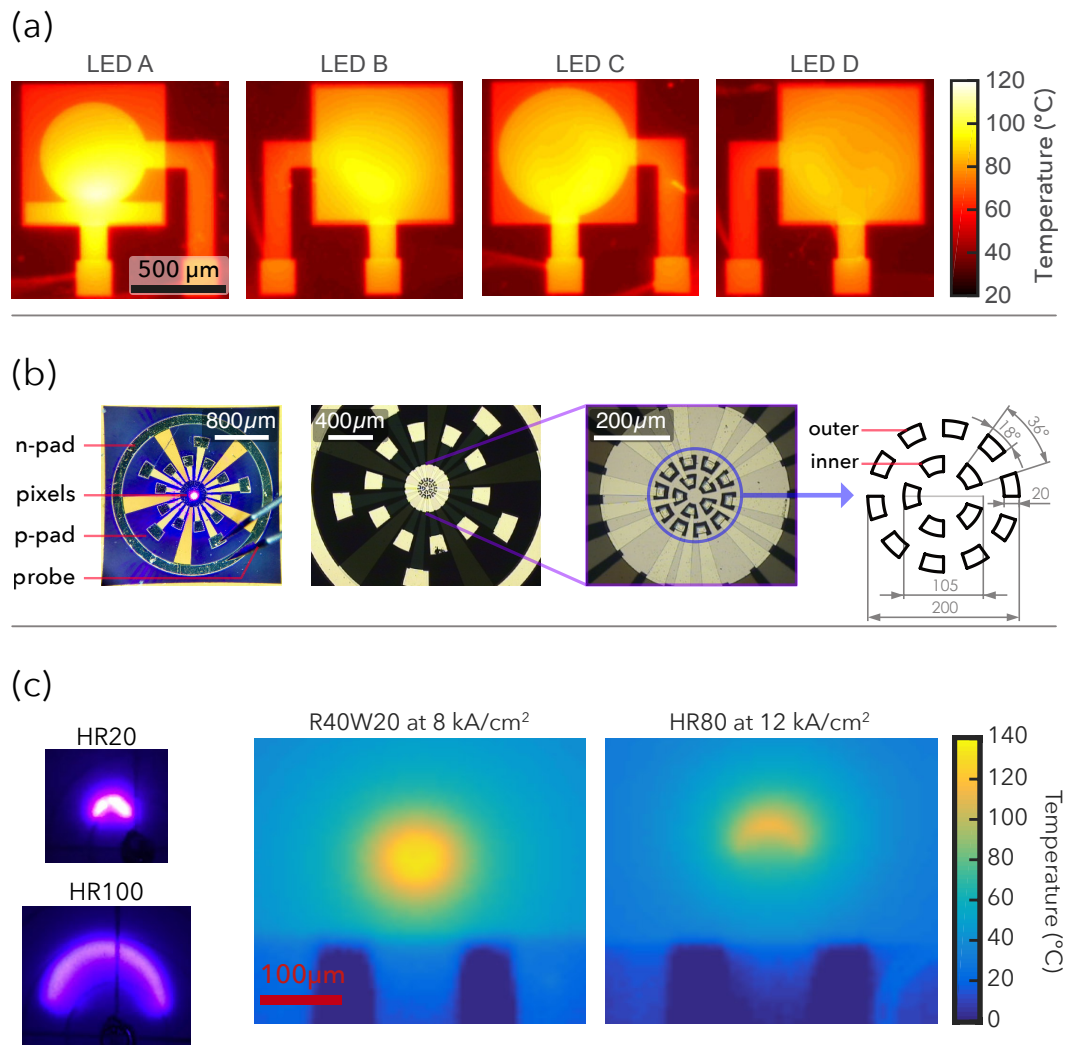 (a)
LED A
LED B
LED C
LED D
500 µm
120
100
80
60
40
20
Temperature (°C)
(b)
n-pad
pixels
p-pad
probe
800µm
400µm
200µm
outer
inner
36°
18°
20
105
200
(c)
HR20
HR100
R40W20 at 8 kA/cm²
HR80 at 12 kA/cm²
100µm
140
120
100
80
60
40
20
0
Temperature (°C)